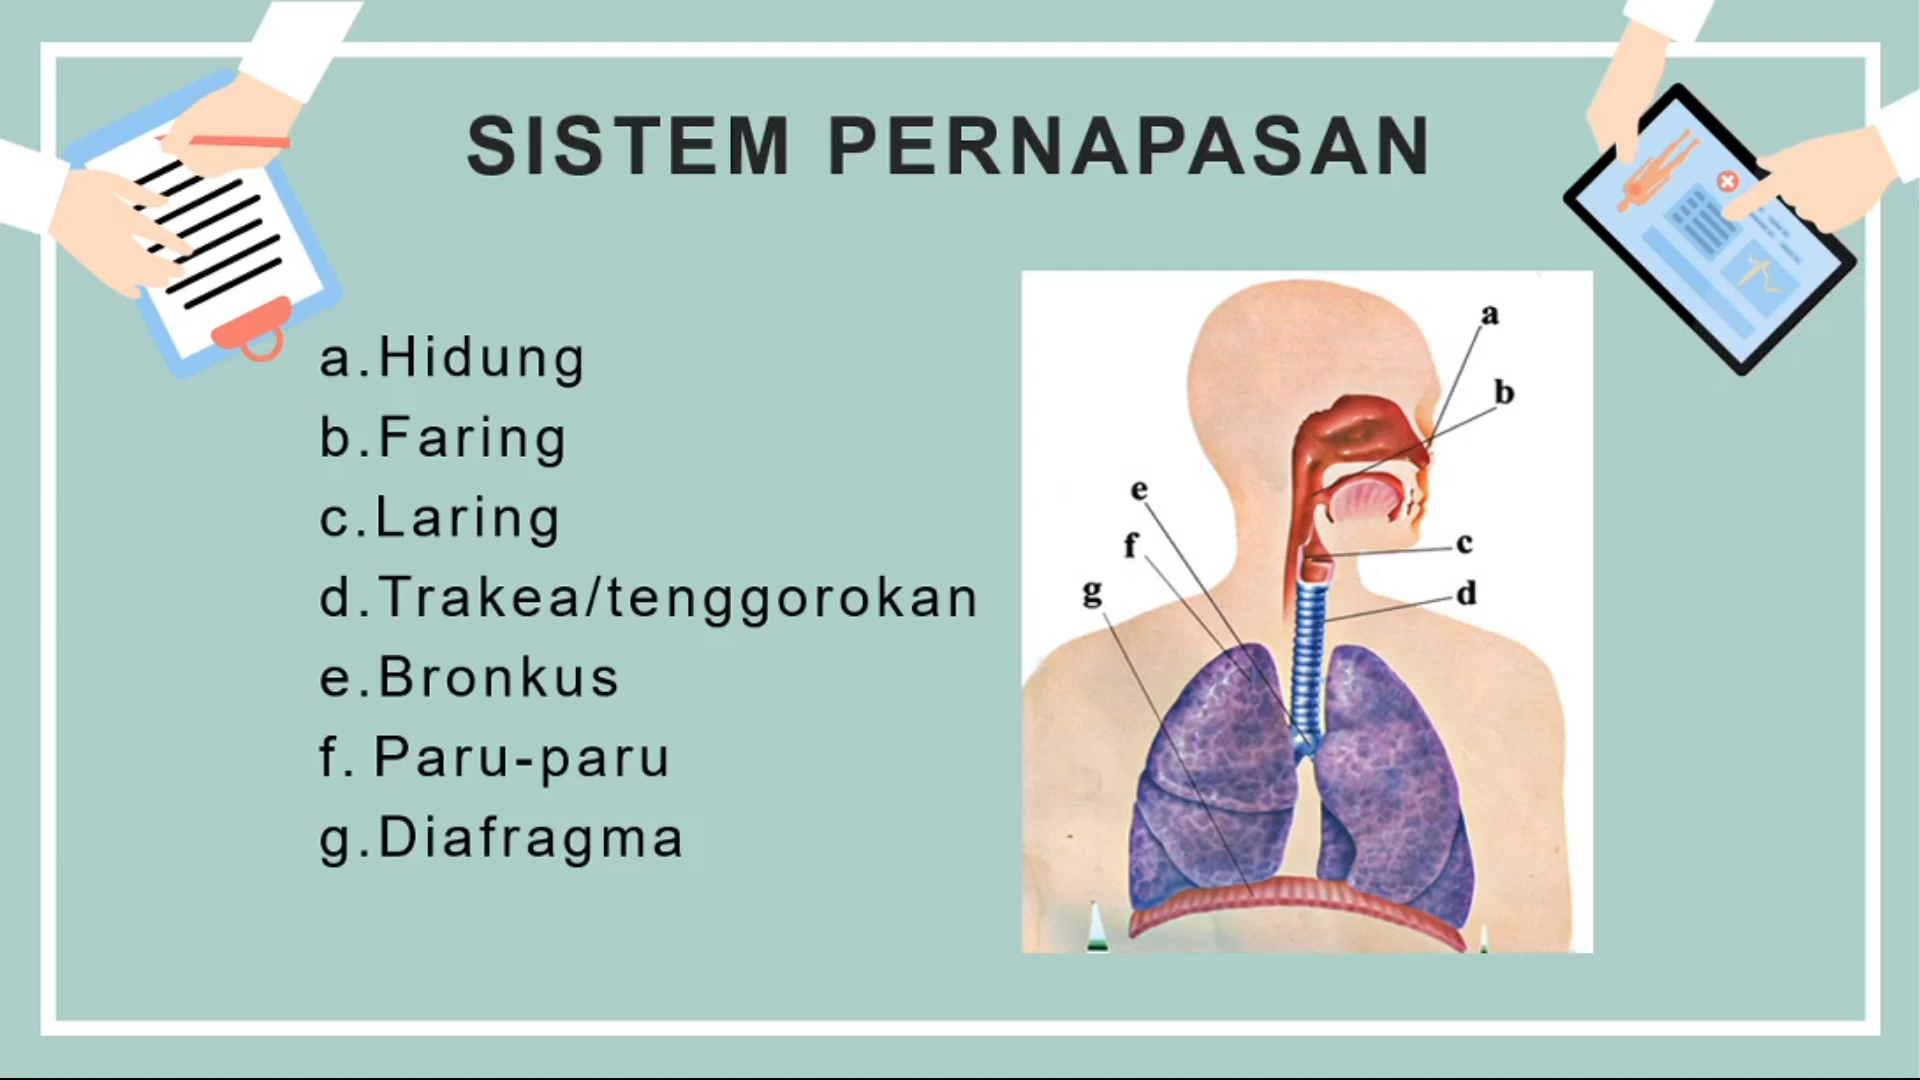 SISTEM PERNAPASAN
a.Hidung
b.Faring
c.Laring
d.Trakea/tenggorokan
e.Bronkus
f. Paru-paru
g.Diafragma
a
b
e
f
c
g
d